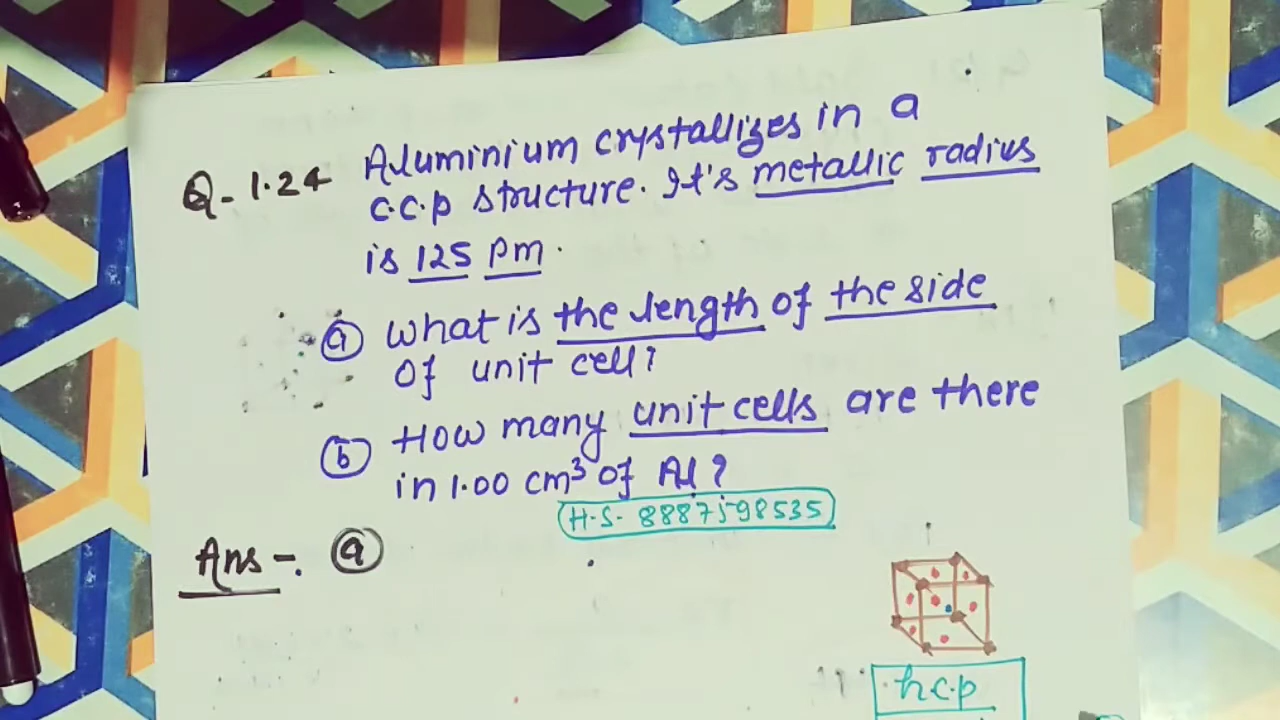 Q-1.24 Aluminium crystallizes in a
c.c.p structure. It's metallic radius
is 125 pm.
(a) What is the length of the side
of unit cell?
(b) How many unit cells are there
in 1.00 cm³ of Al?
H.S. 8887598535
Ans-: (a)
h.c.p